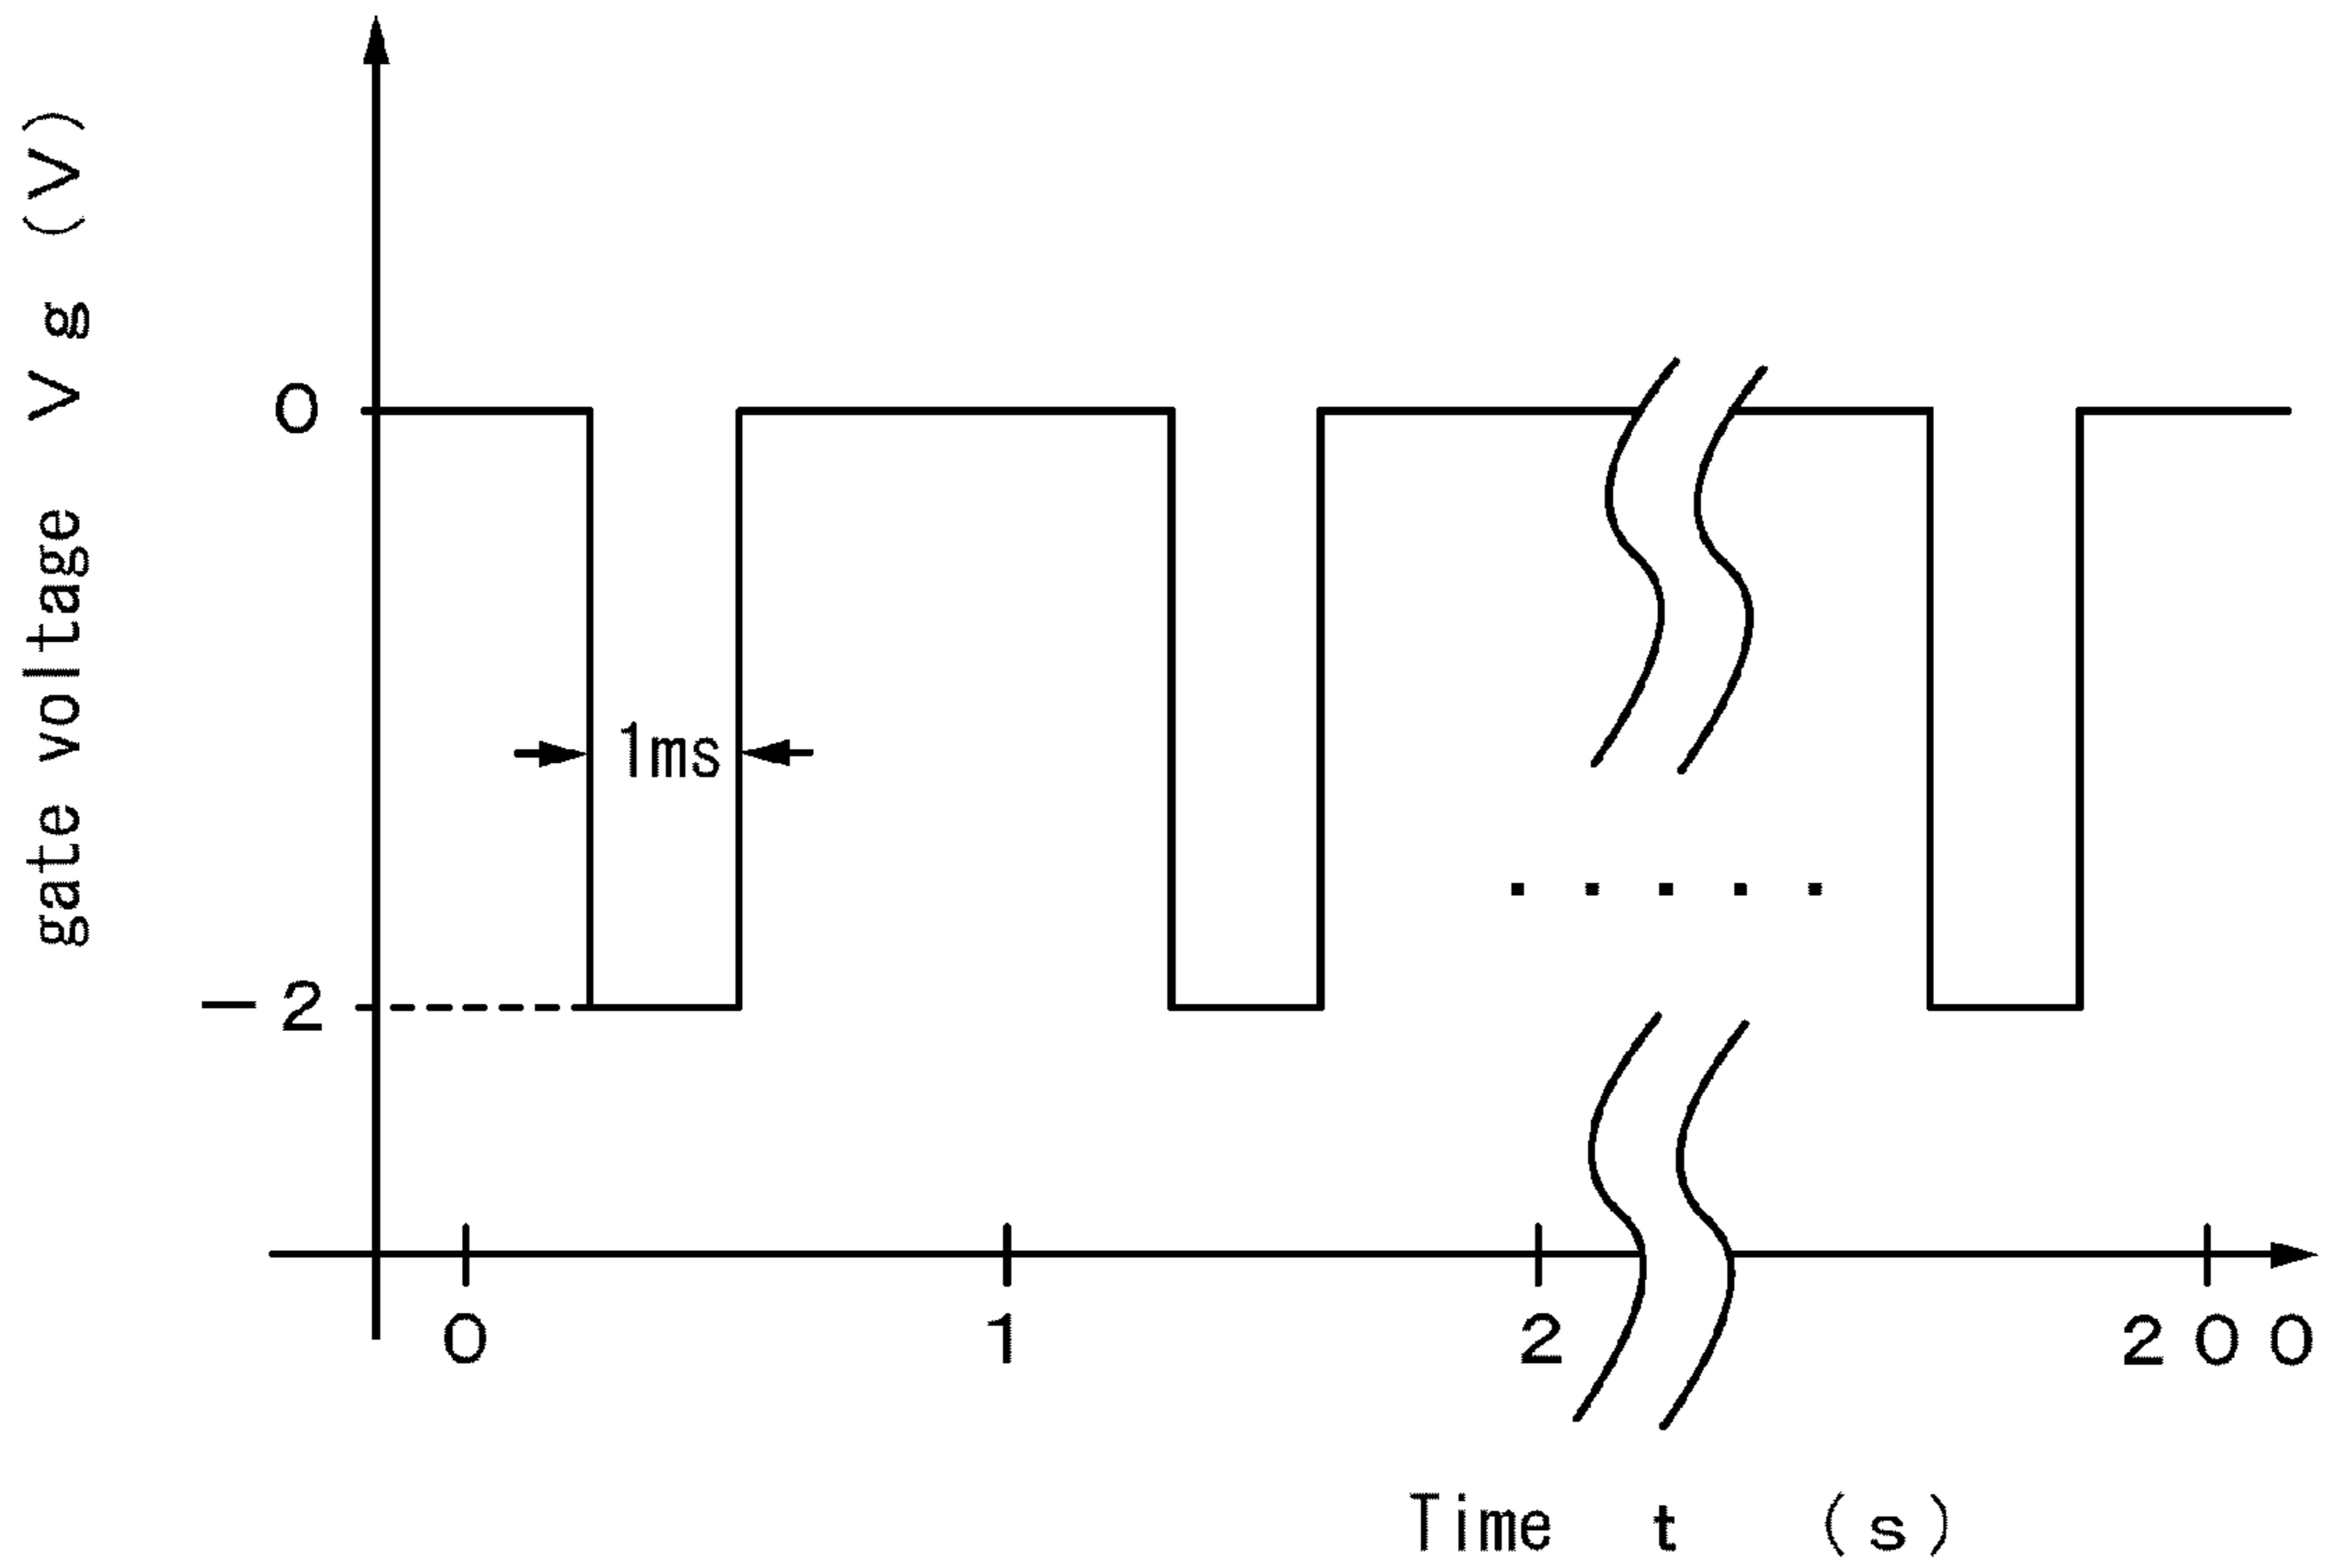 gate voltage Vg (V)
0
1ms
−2
0 1 2 200
Time t (s)